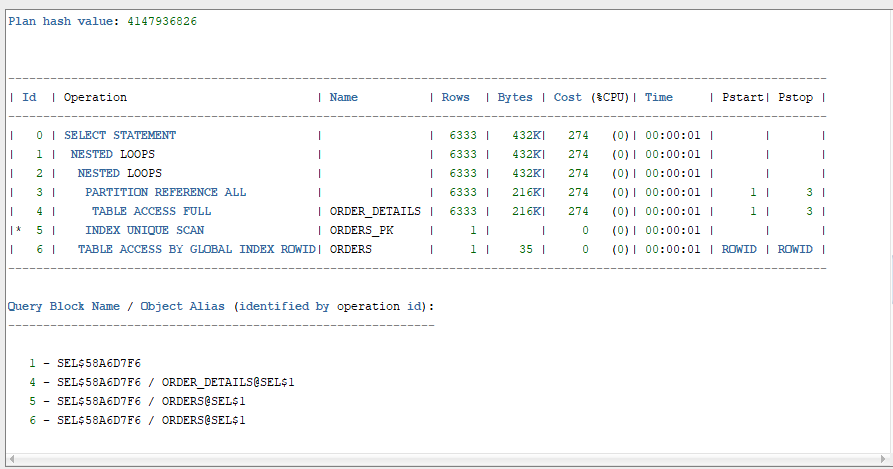 Plan hash value: 4147936826
--------------------------------------------------------------------------------------------------------------------
| Id  | Operation                           | Name          | Rows  | Bytes | Cost (%CPU)| Time     | Pstart| Pstop |
--------------------------------------------------------------------------------------------------------------------
|   0 | SELECT STATEMENT                    |               |  6333 |   432K|   274   (0)| 00:00:01 |       |       |
|   1 |  NESTED LOOPS                       |               |  6333 |   432K|   274   (0)| 00:00:01 |       |       |
|   2 |   NESTED LOOPS                      |               |  6333 |   432K|   274   (0)| 00:00:01 |       |       |
|   3 |    PARTITION REFERENCE ALL          |               |  6333 |   216K|   274   (0)| 00:00:01 |     1 |     3 |
|   4 |     TABLE ACCESS FULL               | ORDER_DETAILS |  6333 |   216K|   274   (0)| 00:00:01 |     1 |     3 |
|*  5 |    INDEX UNIQUE SCAN                | ORDERS_PK     |     1 |       |     0   (0)| 00:00:01 |       |       |
|   6 |   TABLE ACCESS BY GLOBAL INDEX ROWID| ORDERS        |     1 |    35 |     0   (0)| 00:00:01 | ROWID | ROWID |
--------------------------------------------------------------------------------------------------------------------
Query Block Name / Object Alias (identified by operation id):
-------------------------------------------------------------
   1 - SEL$58A6D7F6
   4 - SEL$58A6D7F6 / ORDER_DETAILS@SEL$1
   5 - SEL$58A6D7F6 / ORDERS@SEL$1
   6 - SEL$58A6D7F6 / ORDERS@SEL$1